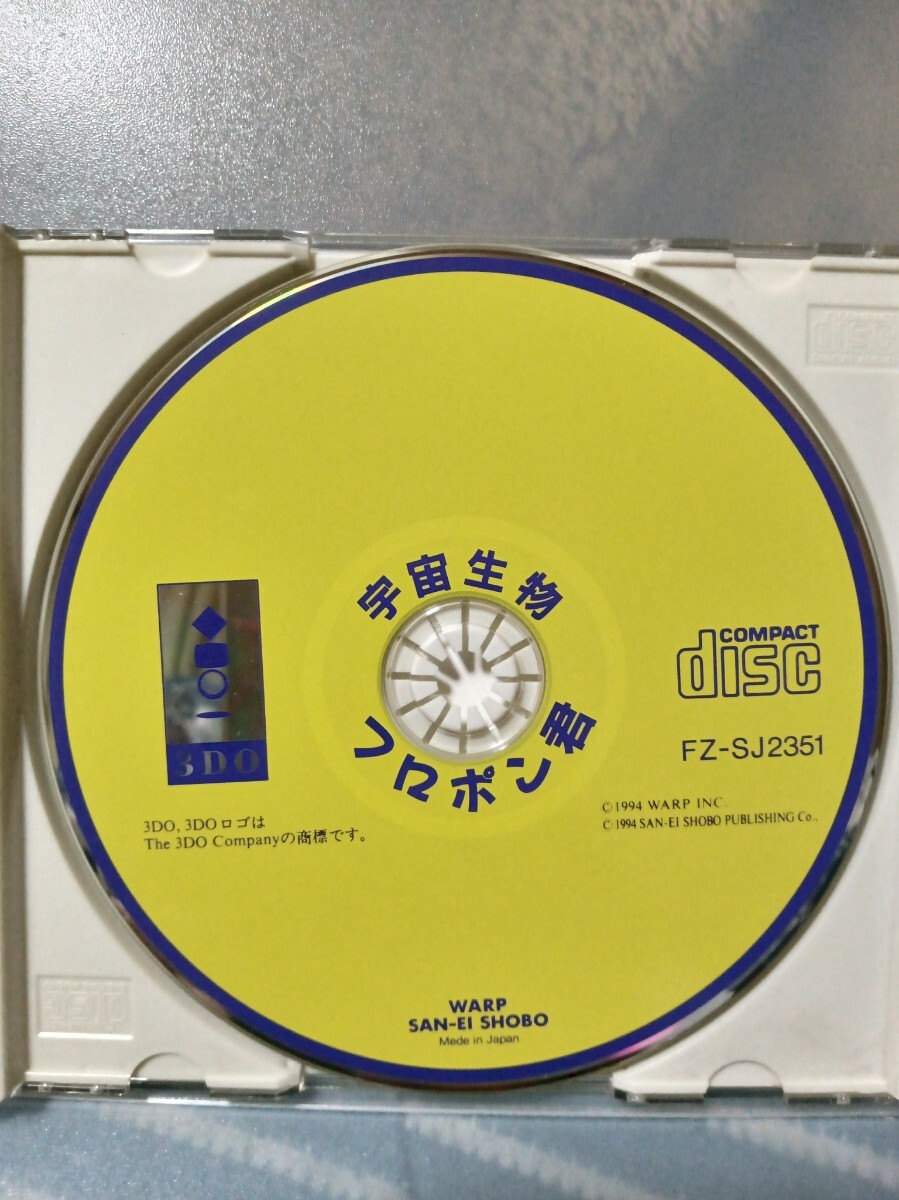 宇宙生物
フロポン君
3DO
3DO, 3DOロゴは
The 3DO Companyの商標です。
COMPACT
disc
FZ-SJ2351
©1994 WARP INC.
©1994 SAN-EI SHOBO PUBLISHING Co.,
WARP
SAN-EI SHOBO
Mede in Japan